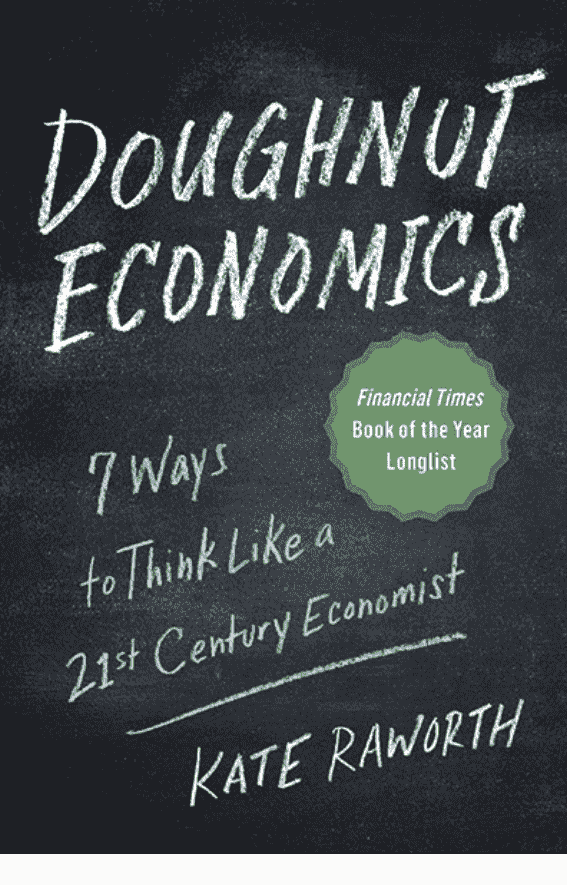 DOUGHNUT
ECONOMICS
Financial Times
Book of the Year
Longlist
7 Ways
to Think Like a
21st Century Economist
KATE RAWORTH